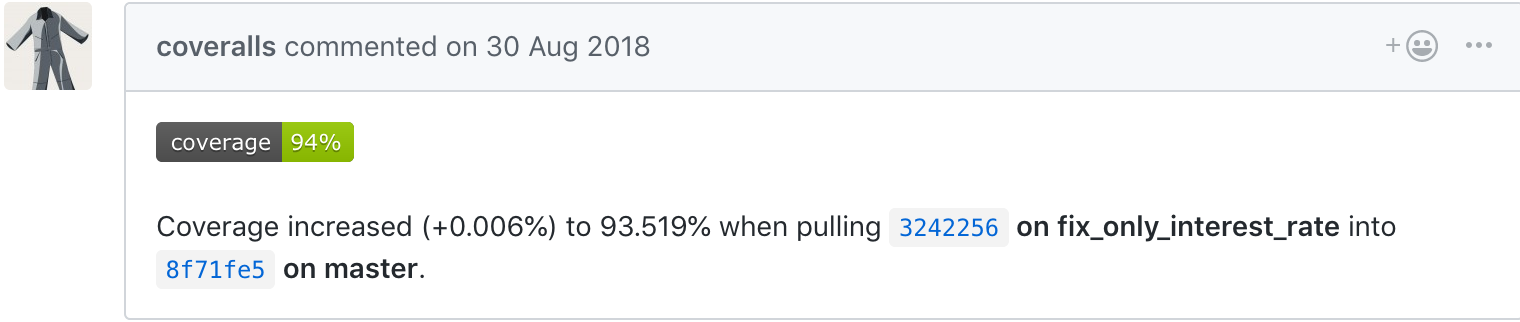 coveralls commented on 30 Aug 2018
coverage 94%
Coverage increased (+0.006%) to 93.519% when pulling 3242256 on fix_only_interest_rate into
8f71fe5 on master.